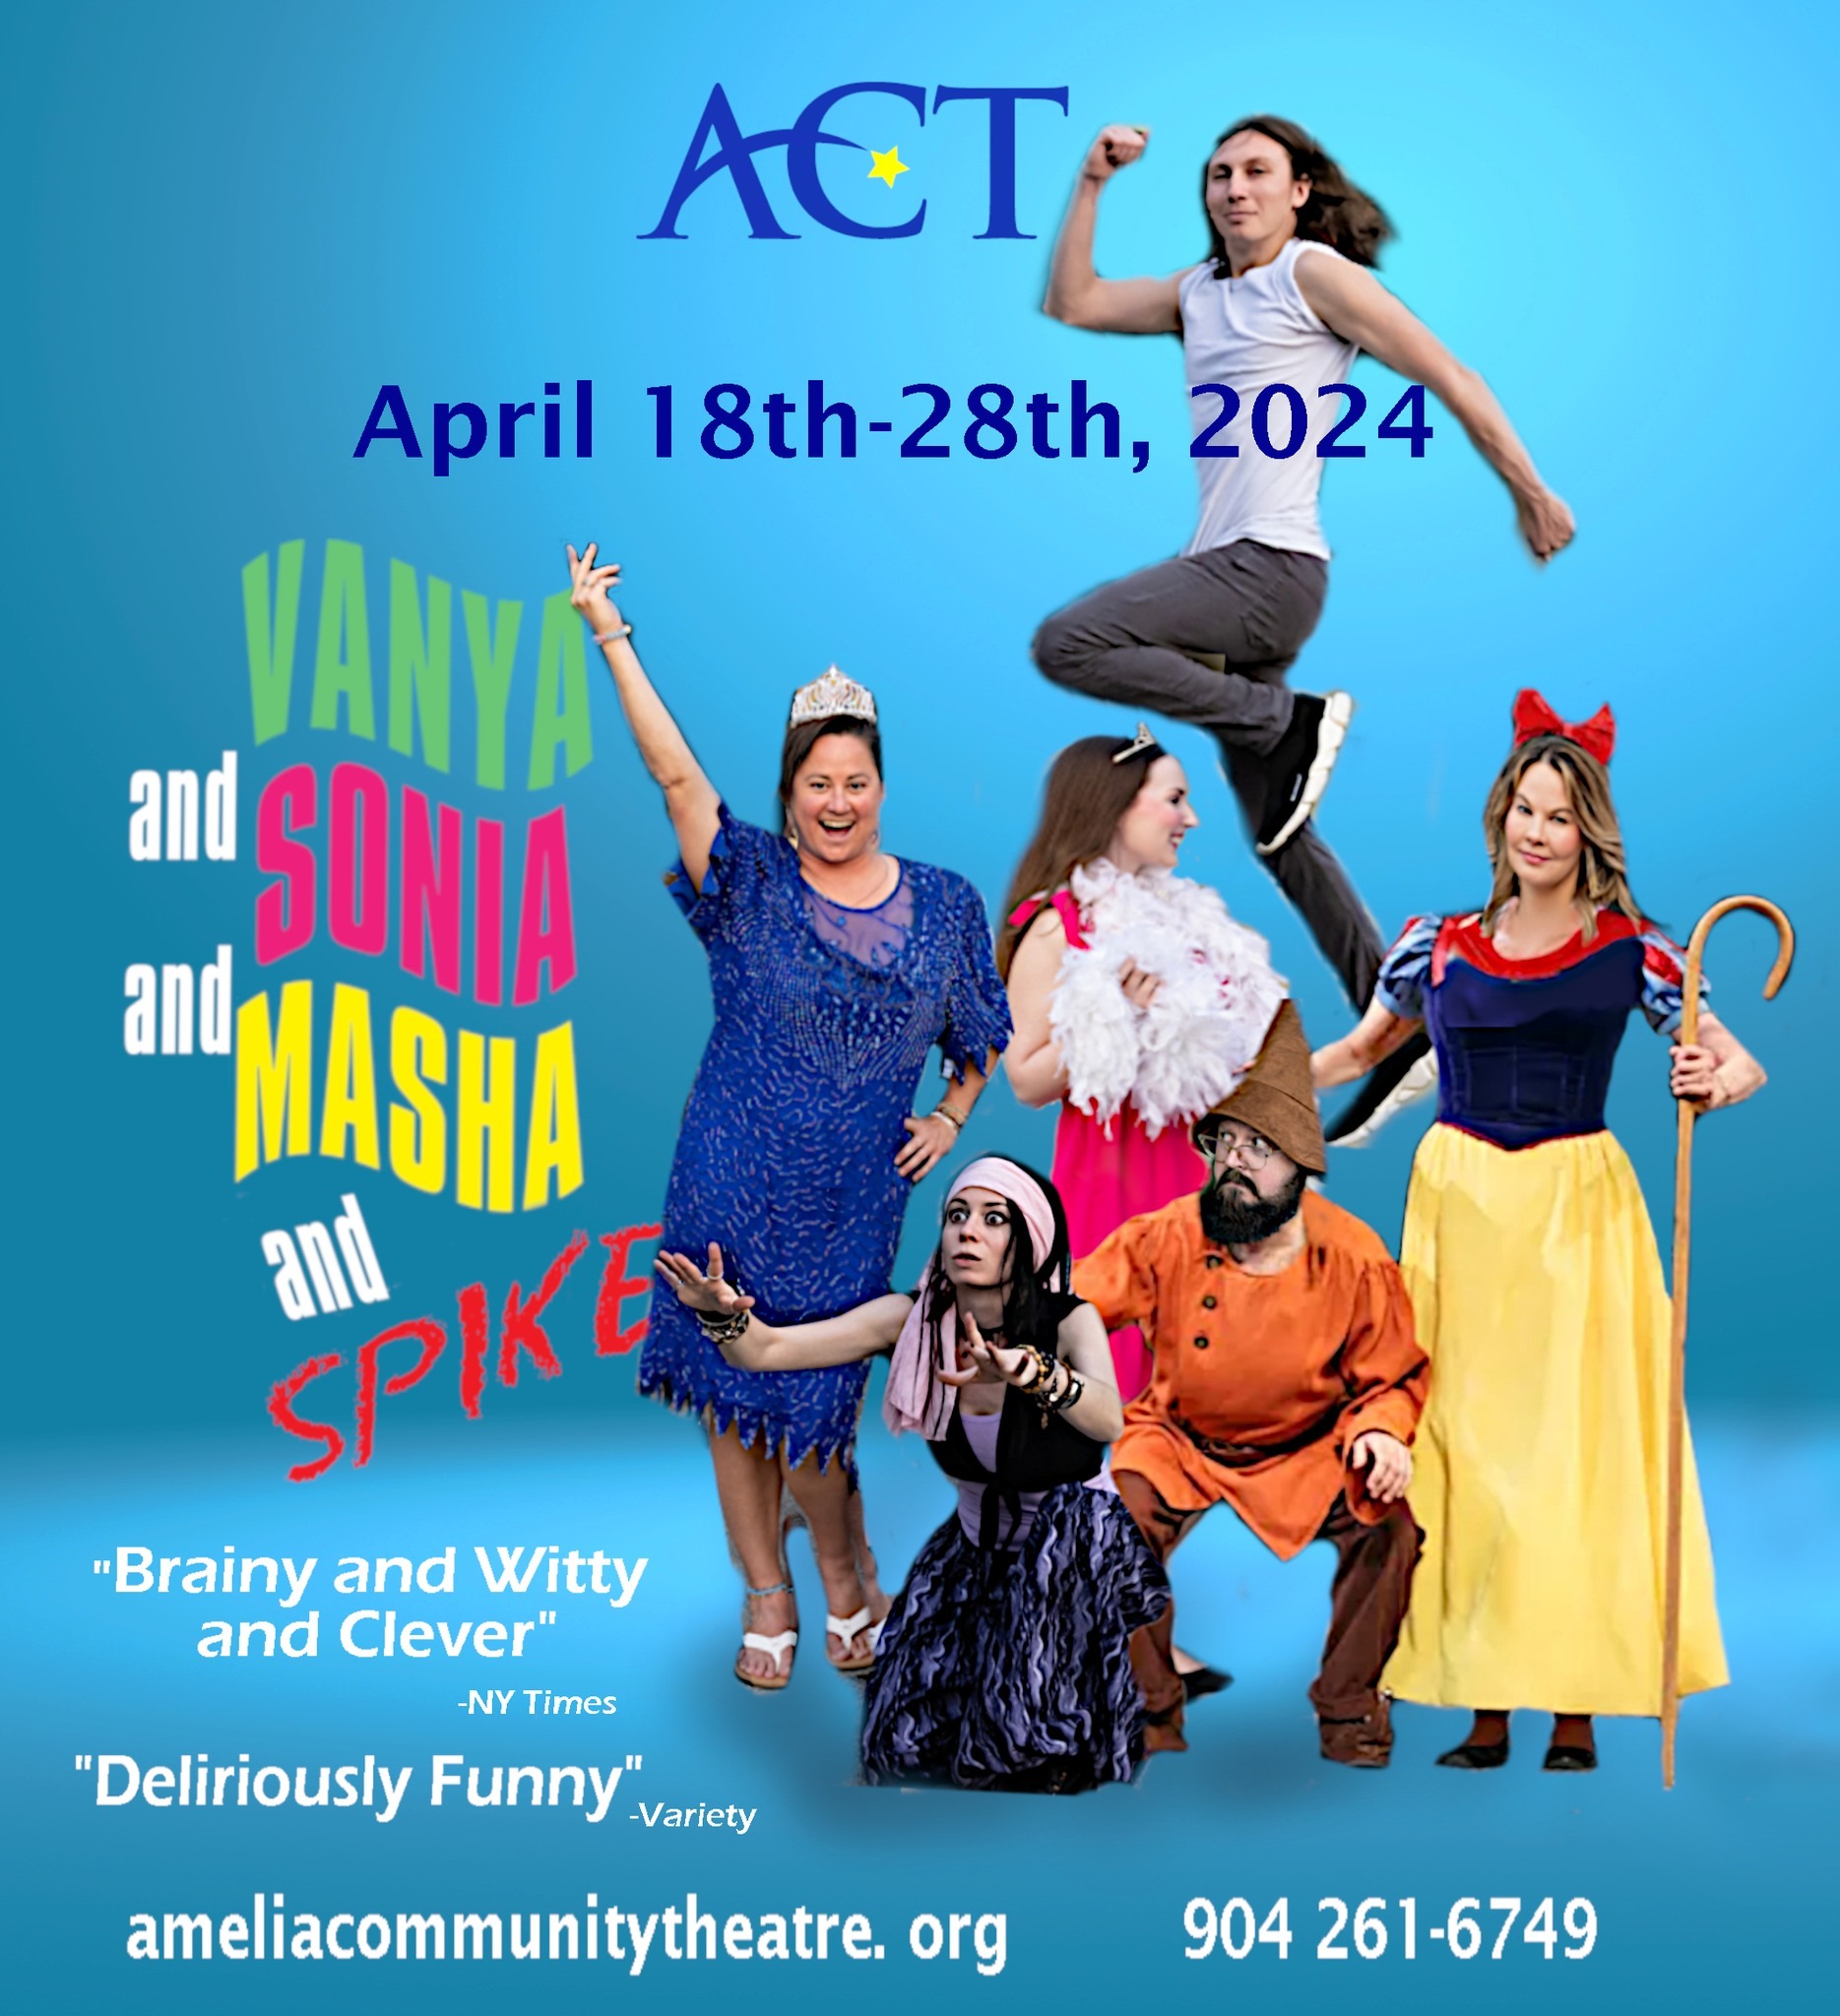 ACT
April 18th-28th, 2024
VANYA
and SONIA
and MASHA
and
SPIKE
"Brainy and Witty
and Clever"
-NY Times
"Deliriously Funny"
-Variety
ameliacommunitytheatre. org 904 261-6749